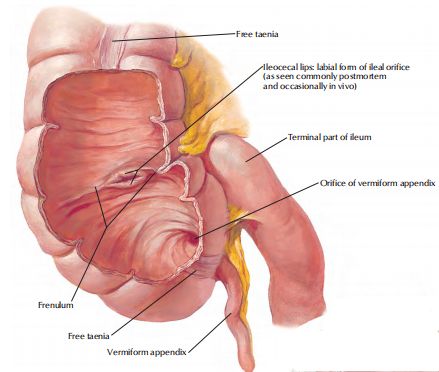 Free taenia
Ileocecal lips: labial form of ileal orifice
(as seen commonly postmortem
and occasionally in vivo)
Terminal part of ileum
Orifice of vermiform appendix
Frenulum
Free taenia
Vermiform appendix